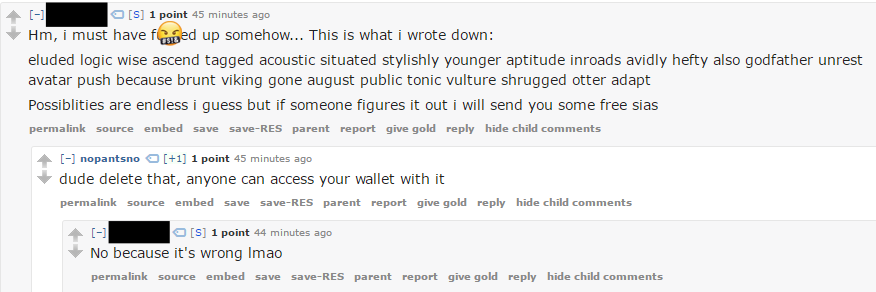 [-] [S] 1 point 45 minutes ago
Hm, i must have f ed up somehow... This is what i wrote down:
eluded logic wise ascend tagged acoustic situated stylishly younger aptitude inroads avidly hefty also godfather unrest
avatar push because brunt viking gone august public tonic vulture shrugged otter adapt
Possiblities are endless i guess but if someone figures it out i will send you some free sias
permalink source embed save save-RES parent report give gold reply hide child comments
[-] nopantsno [+1] 1 point 45 minutes ago
dude delete that, anyone can access your wallet with it
permalink source embed save save-RES parent report give gold reply hide child comments
[-] [S] 1 point 44 minutes ago
No because it's wrong lmao
permalink source embed save save-RES parent report give gold reply hide child comments